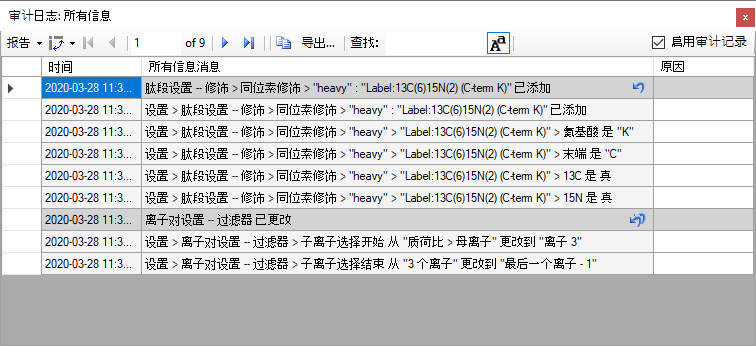 审计日志: 所有信息
报告 1 of 9 导出... 查找: Aa 启用审计记录
时间 所有信息消息 原因
2020-03-28 11:3... 肽段设置 -- 修饰 > 同位素修饰 > "heavy" : "Label:13C(6)15N(2) (C-term K)" 已添加
2020-03-28 11:3... 设置 > 肽段设置 -- 修饰 > 同位素修饰 > "heavy" : "Label:13C(6)15N(2) (C-term K)" 已添加
2020-03-28 11:3... 设置 > 肽段设置 -- 修饰 > 同位素修饰 > "heavy" > "Label:13C(6)15N(2) (C-term K)" > 氨基酸 是 "K"
2020-03-28 11:3... 设置 > 肽段设置 -- 修饰 > 同位素修饰 > "heavy" > "Label:13C(6)15N(2) (C-term K)" > 末端 是 "C"
2020-03-28 11:3... 设置 > 肽段设置 -- 修饰 > 同位素修饰 > "heavy" > "Label:13C(6)15N(2) (C-term K)" > 13C 是 真
2020-03-28 11:3... 设置 > 肽段设置 -- 修饰 > 同位素修饰 > "heavy" > "Label:13C(6)15N(2) (C-term K)" > 15N 是 真
2020-03-28 11:3... 离子对设置 -- 过滤器 已更改
2020-03-28 11:3... 设置 > 离子对设置 -- 过滤器 > 子离子选择开始 从 "质荷比 > 母离子" 更改到 "离子 3"
2020-03-28 11:3... 设置 > 离子对设置 -- 过滤器 > 子离子选择结束 从 "3 个离子" 更改到 "最后一个离子 - 1"